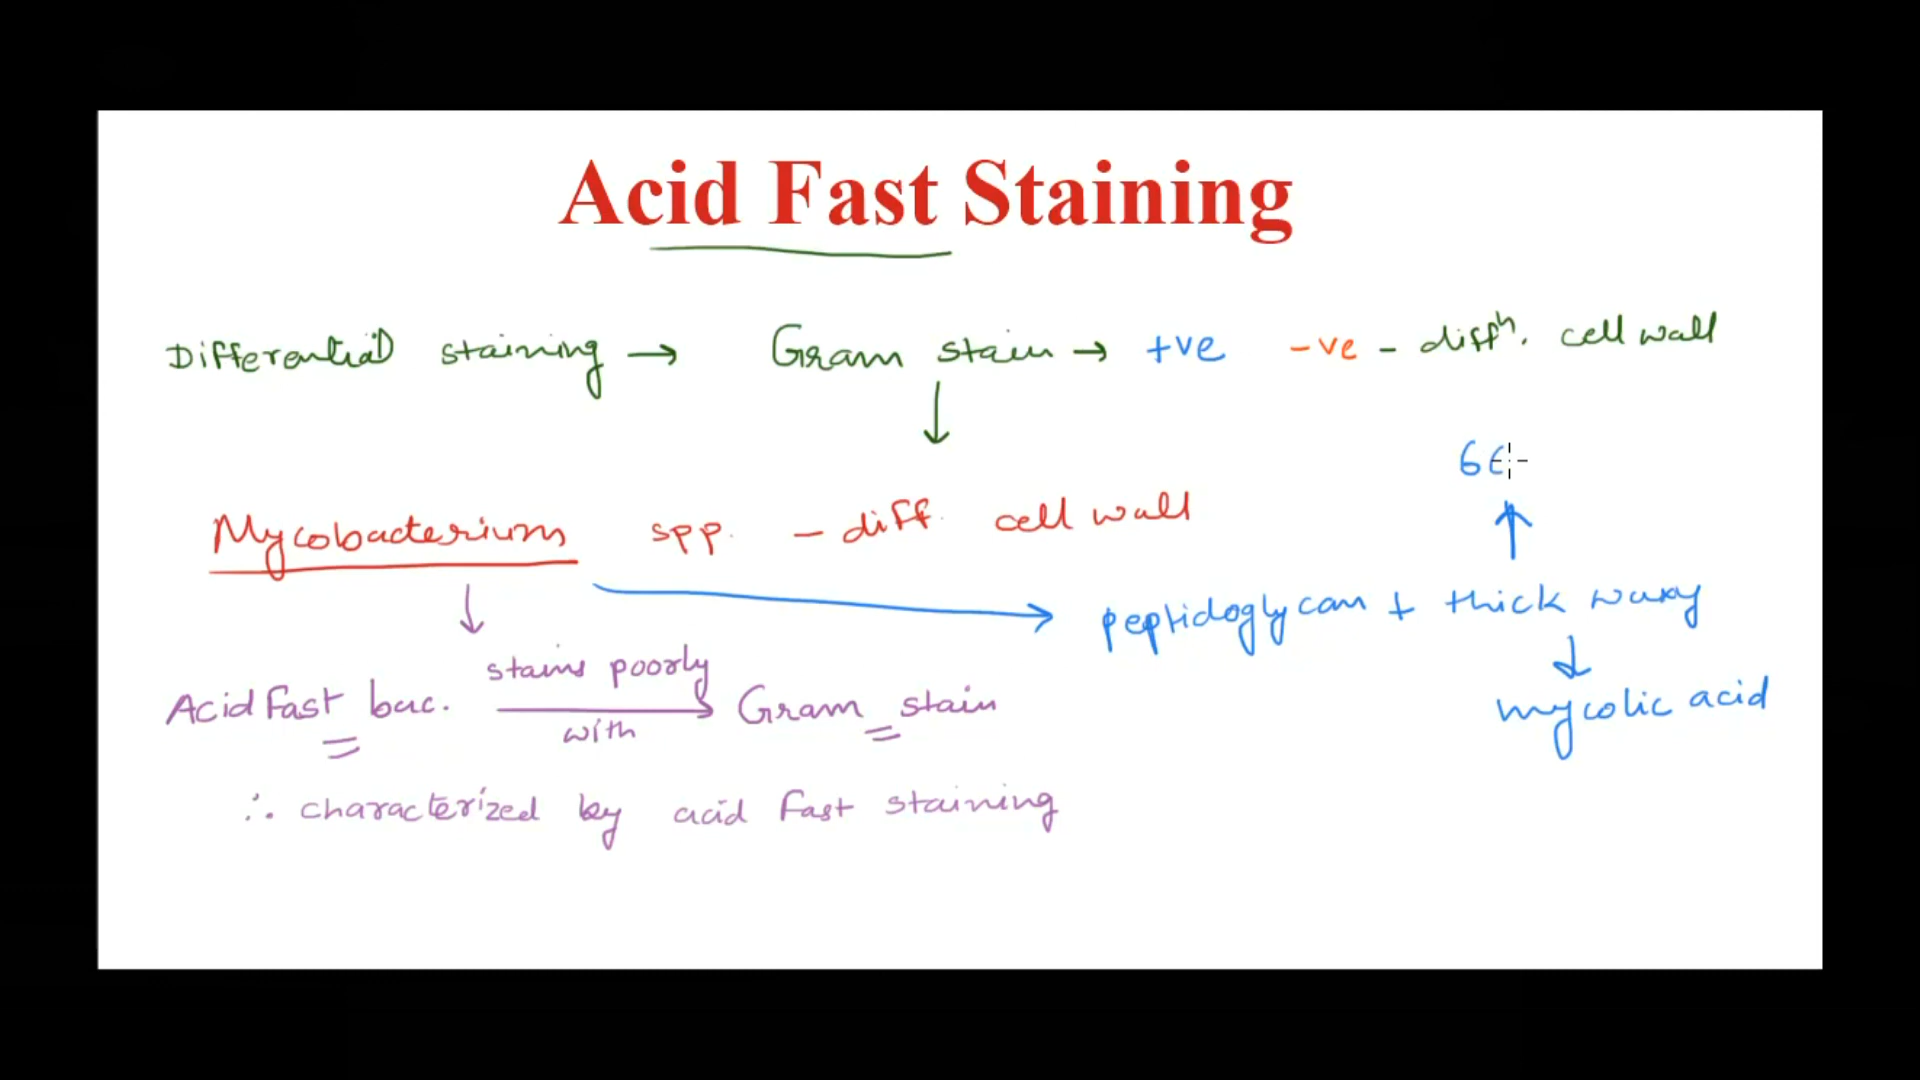 Acid Fast Staining
Differential staining → Gram stain → +ve -ve - diffⁿ. cell wall
↓
6
Mycobacterium spp. - diff. cell wall
→ peptidoglycan + thick waxy
mycolic acid
stains poorly
Acid Fast bac. → Gram stain
with
∴ characterized by acid fast staining